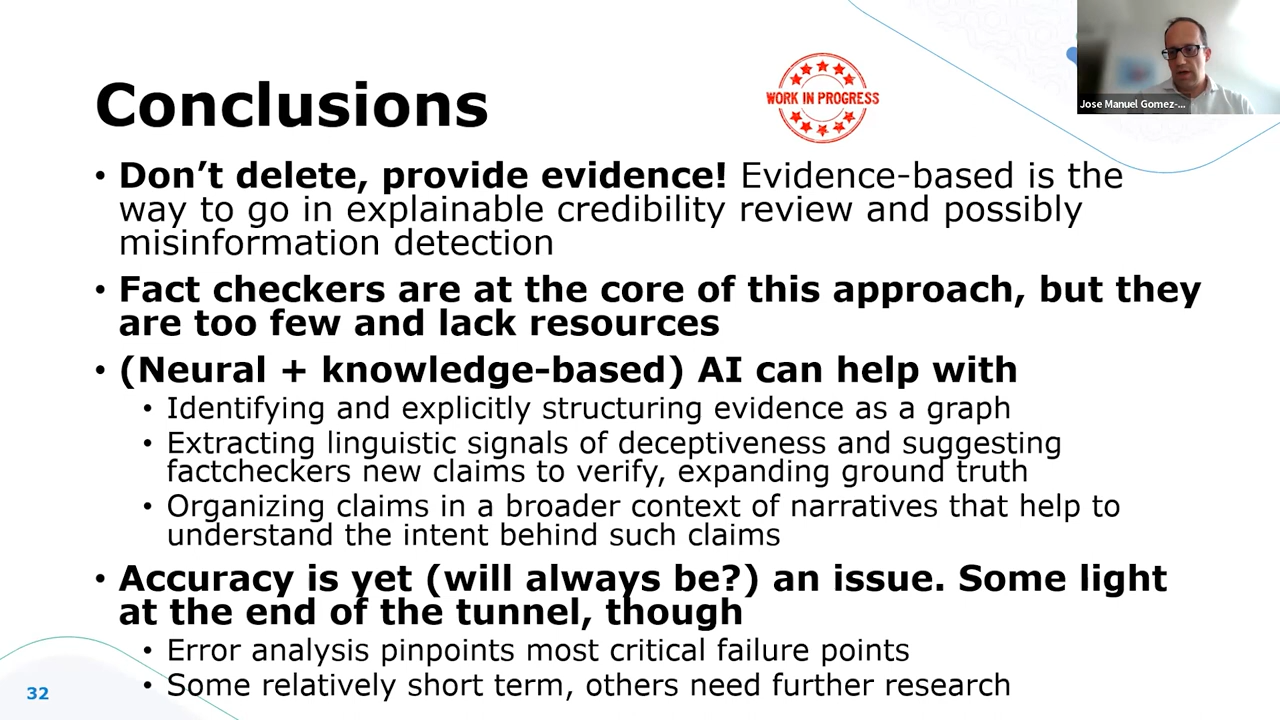 Conclusions
WORK IN PROGRESS
Jose Manuel Gomez-...
• Don’t delete, provide evidence! Evidence-based is the
way to go in explainable credibility review and possibly
misinformation detection
• Fact checkers are at the core of this approach, but they
are too few and lack resources
• (Neural + knowledge-based) AI can help with
• Identifying and explicitly structuring evidence as a graph
• Extracting linguistic signals of deceptiveness and suggesting
factcheckers new claims to verify, expanding ground truth
• Organizing claims in a broader context of narratives that help to
understand the intent behind such claims
• Accuracy is yet (will always be?) an issue. Some light
at the end of the tunnel, though
• Error analysis pinpoints most critical failure points
• Some relatively short term, others need further research
32